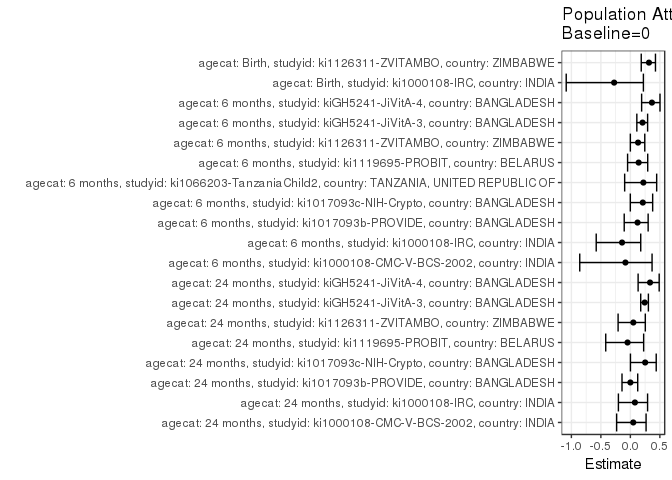 Population Att
Baseline=0
agecat: Birth, studyid: ki1126311-ZVITAMBO, country: ZIMBABWE
agecat: Birth, studyid: ki1000108-IRC, country: INDIA
agecat: 6 months, studyid: kiGH5241-JiVitA-4, country: BANGLADESH
agecat: 6 months, studyid: kiGH5241-JiVitA-3, country: BANGLADESH
agecat: 6 months, studyid: ki1126311-ZVITAMBO, country: ZIMBABWE
agecat: 6 months, studyid: ki1119695-PROBIT, country: BELARUS
agecat: 6 months, studyid: ki1066203-TanzaniaChild2, country: TANZANIA, UNITED REPUBLIC OF
agecat: 6 months, studyid: ki1017093c-NIH-Crypto, country: BANGLADESH
agecat: 6 months, studyid: ki1017093b-PROVIDE, country: BANGLADESH
agecat: 6 months, studyid: ki1000108-IRC, country: INDIA
agecat: 6 months, studyid: ki1000108-CMC-V-BCS-2002, country: INDIA
agecat: 24 months, studyid: kiGH5241-JiVitA-4, country: BANGLADESH
agecat: 24 months, studyid: kiGH5241-JiVitA-3, country: BANGLADESH
agecat: 24 months, studyid: ki1126311-ZVITAMBO, country: ZIMBABWE
agecat: 24 months, studyid: ki1119695-PROBIT, country: BELARUS
agecat: 24 months, studyid: ki1017093c-NIH-Crypto, country: BANGLADESH
agecat: 24 months, studyid: ki1017093b-PROVIDE, country: BANGLADESH
agecat: 24 months, studyid: ki1000108-IRC, country: INDIA
agecat: 24 months, studyid: ki1000108-CMC-V-BCS-2002, country: INDIA
-1.0 -0.5 0.0 0.5
Estimate